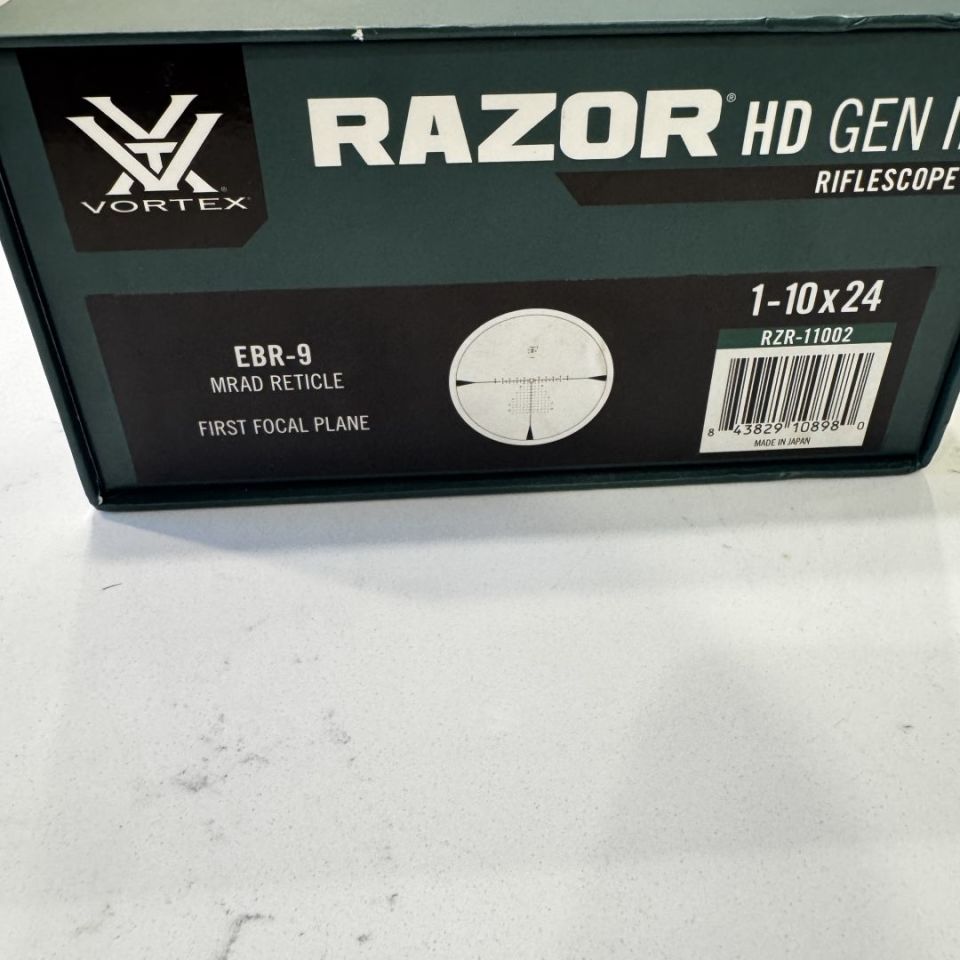 VORTEX®
RAZOR® HD GEN
RIFLESCOPE
1-10x24
RZR-11002
EBR-9
MRAD RETICLE
FIRST FOCAL PLANE
8 43829 10898 0
MADE IN JAPAN